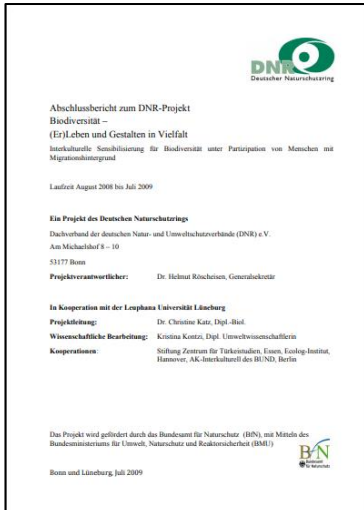 DNR
Deutscher Naturschutzring
Abschlussbericht zum DNR-Projekt
Biodiversität –
(Er)Leben und Gestalten in Vielfalt
Interkulturelle Sensibilisierung für Biodiversität unter Partizipation von Menschen mit
Migrationshintergrund
Laufzeit August 2008 bis Juli 2009
Ein Projekt des Deutschen Naturschutzrings
Dachverband der deutschen Natur- und Umweltschutzverbände (DNR) e.V.
Am Michaelshof 8 – 10
53177 Bonn
Projektverantwortlicher: Dr. Helmut Röscheisen, Generalsekretär
In Kooperation mit der Leuphana Universität Lüneburg
Projektleitung: Dr. Christine Katz, Dipl.-Biol.
Wissenschaftliche Bearbeitung: Kristina Kontzi, Dipl. Umweltwissenschaftlerin
Kooperationen: Stiftung Zentrum für Türkeistudien, Essen, Ecolog-Institut,
Hannover, AK-Interkulturell des BUND, Berlin
Das Projekt wird gefördert durch das Bundesamt für Naturschutz (BfN), mit Mitteln des
Bundesministeriums für Umwelt, Naturschutz und Reaktorsicherheit (BMU)
BfN
Bundesamt
für Naturschutz
Bonn und Lüneburg, Juli 2009